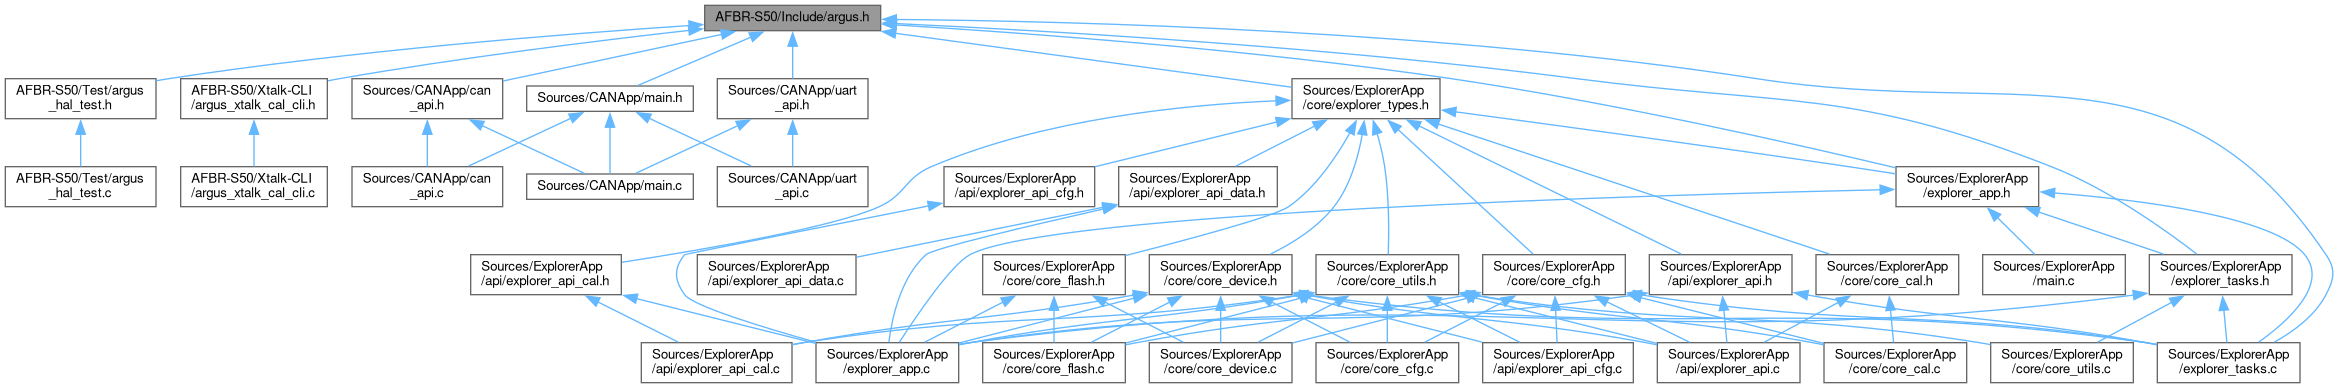 AFBR-S50/Include/argus.h
AFBR-S50/Test/argus
_hal_test.h
AFBR-S50/Xtalk-CLI
/argus_xtalk_cal_cli.h
Sources/CANApp/can
_api.h
Sources/CANApp/main.h
Sources/CANApp/uart
_api.h
Sources/ExplorerApp
/core/explorer_types.h
AFBR-S50/Test/argus
_hal_test.c
AFBR-S50/Xtalk-CLI
/argus_xtalk_cal_cli.c
Sources/CANApp/can
_api.c
Sources/CANApp/main.c
Sources/CANApp/uart
_api.c
Sources/ExplorerApp
/api/explorer_api_cfg.h
Sources/ExplorerApp
/api/explorer_api_data.h
Sources/ExplorerApp
/explorer_app.h
Sources/ExplorerApp
/api/explorer_api_cal.h
Sources/ExplorerApp
/api/explorer_api_data.c
Sources/ExplorerApp
/core/core_flash.h
Sources/ExplorerApp
/core/core_device.h
Sources/ExplorerApp
/core/core_utils.h
Sources/ExplorerApp
/core/core_cfg.h
Sources/ExplorerApp
/api/explorer_api.h
Sources/ExplorerApp
/core/core_cal.h
Sources/ExplorerApp
/main.c
Sources/ExplorerApp
/explorer_tasks.h
Sources/ExplorerApp
/api/explorer_api_cal.c
Sources/ExplorerApp
/explorer_app.c
Sources/ExplorerApp
/core/core_flash.c
Sources/ExplorerApp
/core/core_device.c
Sources/ExplorerApp
/core/core_cfg.c
Sources/ExplorerApp
/api/explorer_api_cfg.c
Sources/ExplorerApp
/api/explorer_api.c
Sources/ExplorerApp
/core/core_cal.c
Sources/ExplorerApp
/core/core_utils.c
Sources/ExplorerApp
/explorer_tasks.c